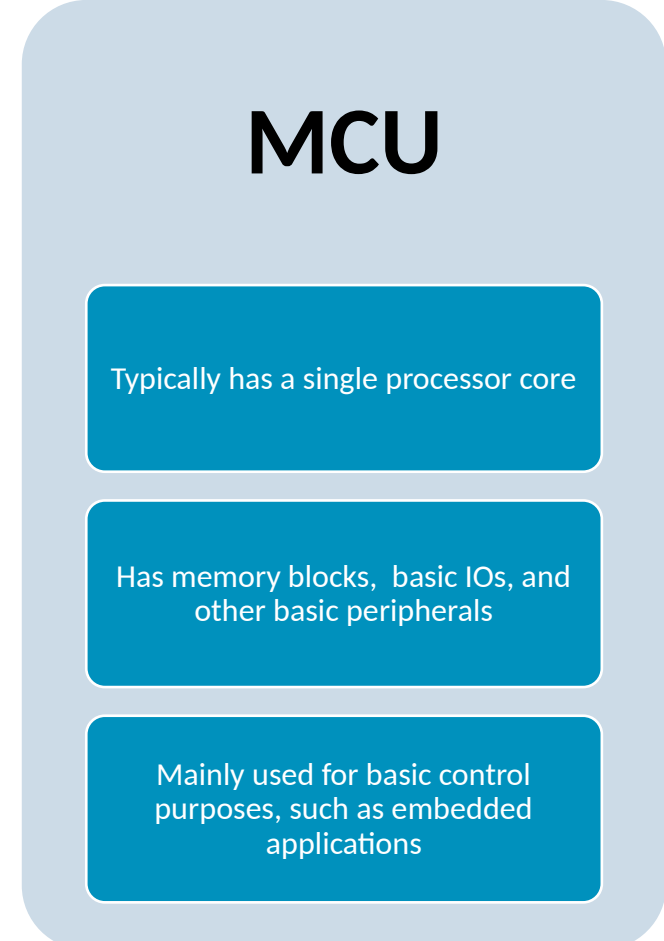 MCU
Typically has a single processor core
Has memory blocks,  basic IOs, and
other basic peripherals
Mainly used for basic control
purposes, such as embedded
applications